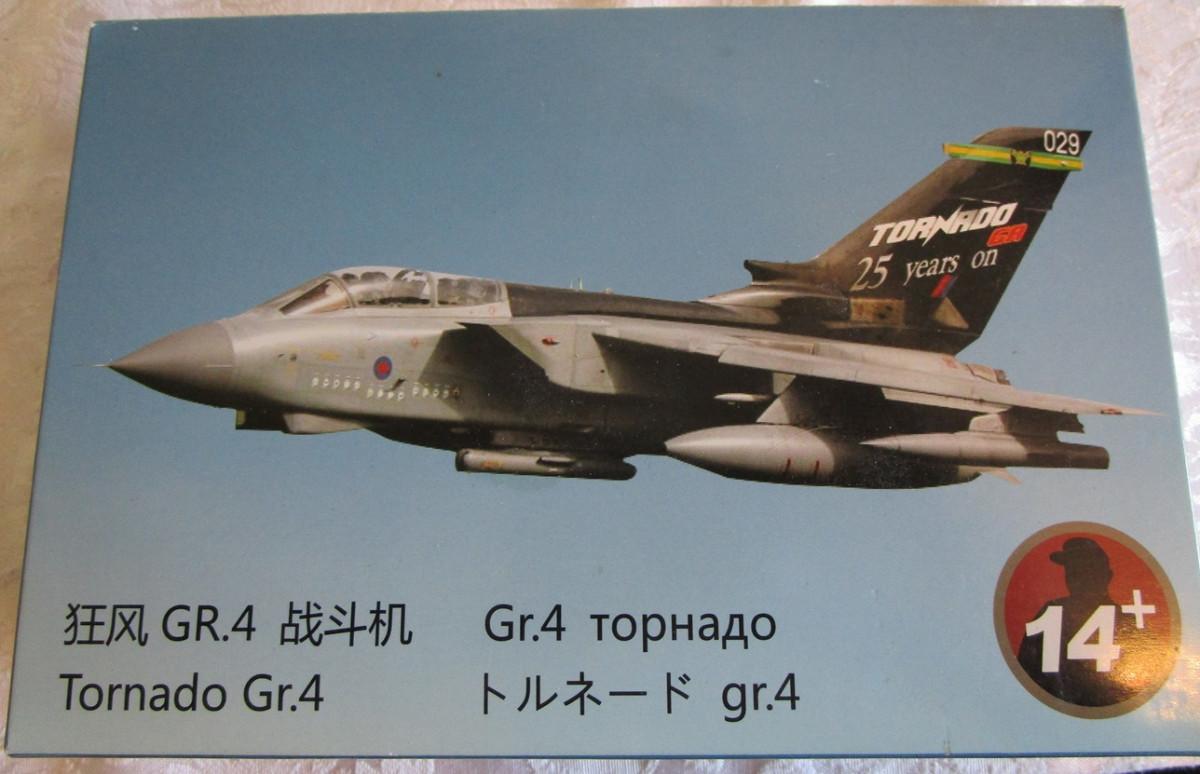 029
TORNADO
GR
25 years on
狂风 GR.4 战斗机
Gr.4 торнадо
Tornado Gr.4
トルネード gr.4
14+